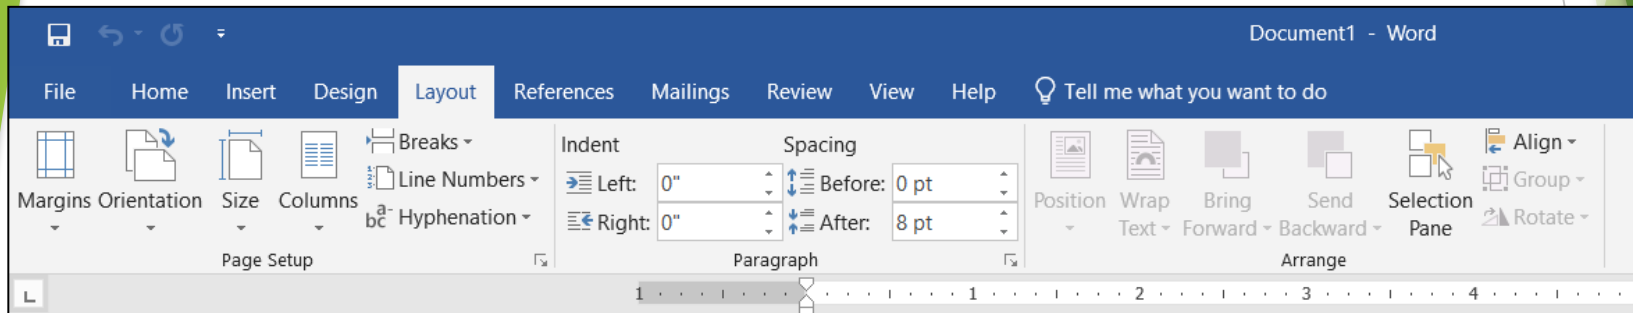 Document1 - Word
File Home Insert Design Layout References Mailings Review View Help Tell me what you want to do
Margins Orientation Size Columns
Breaks
Line Numbers
Hyphenation
Page Setup
Indent
Left: 0"
Right: 0"
Spacing
Before: 0 pt
After: 8 pt
Paragraph
Position
Wrap Text
Bring Forward
Send Backward
Selection Pane
Align
Group
Rotate
Arrange
1 1 2 3 4